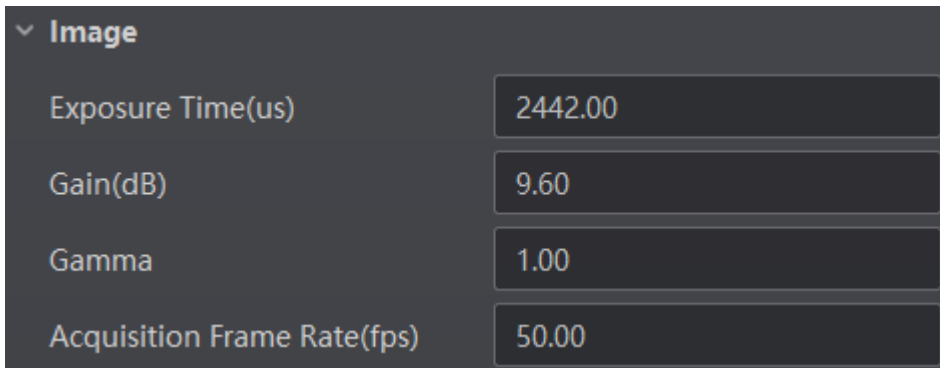 Image
Exposure Time(us) 2442.00
Gain(dB) 9.60
Gamma 1.00
Acquisition Frame Rate(fps) 50.00